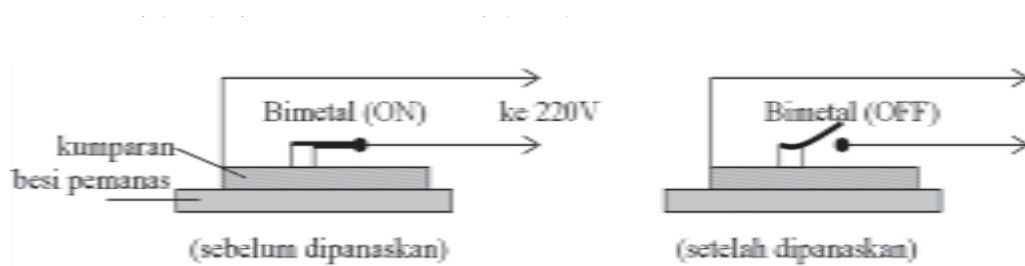 Bimetal (ON)
ke 220V
kumparan
besi pemanas
(sebelum dipanaskan)
Bimetal (OFF)
(setelah dipanaskan)